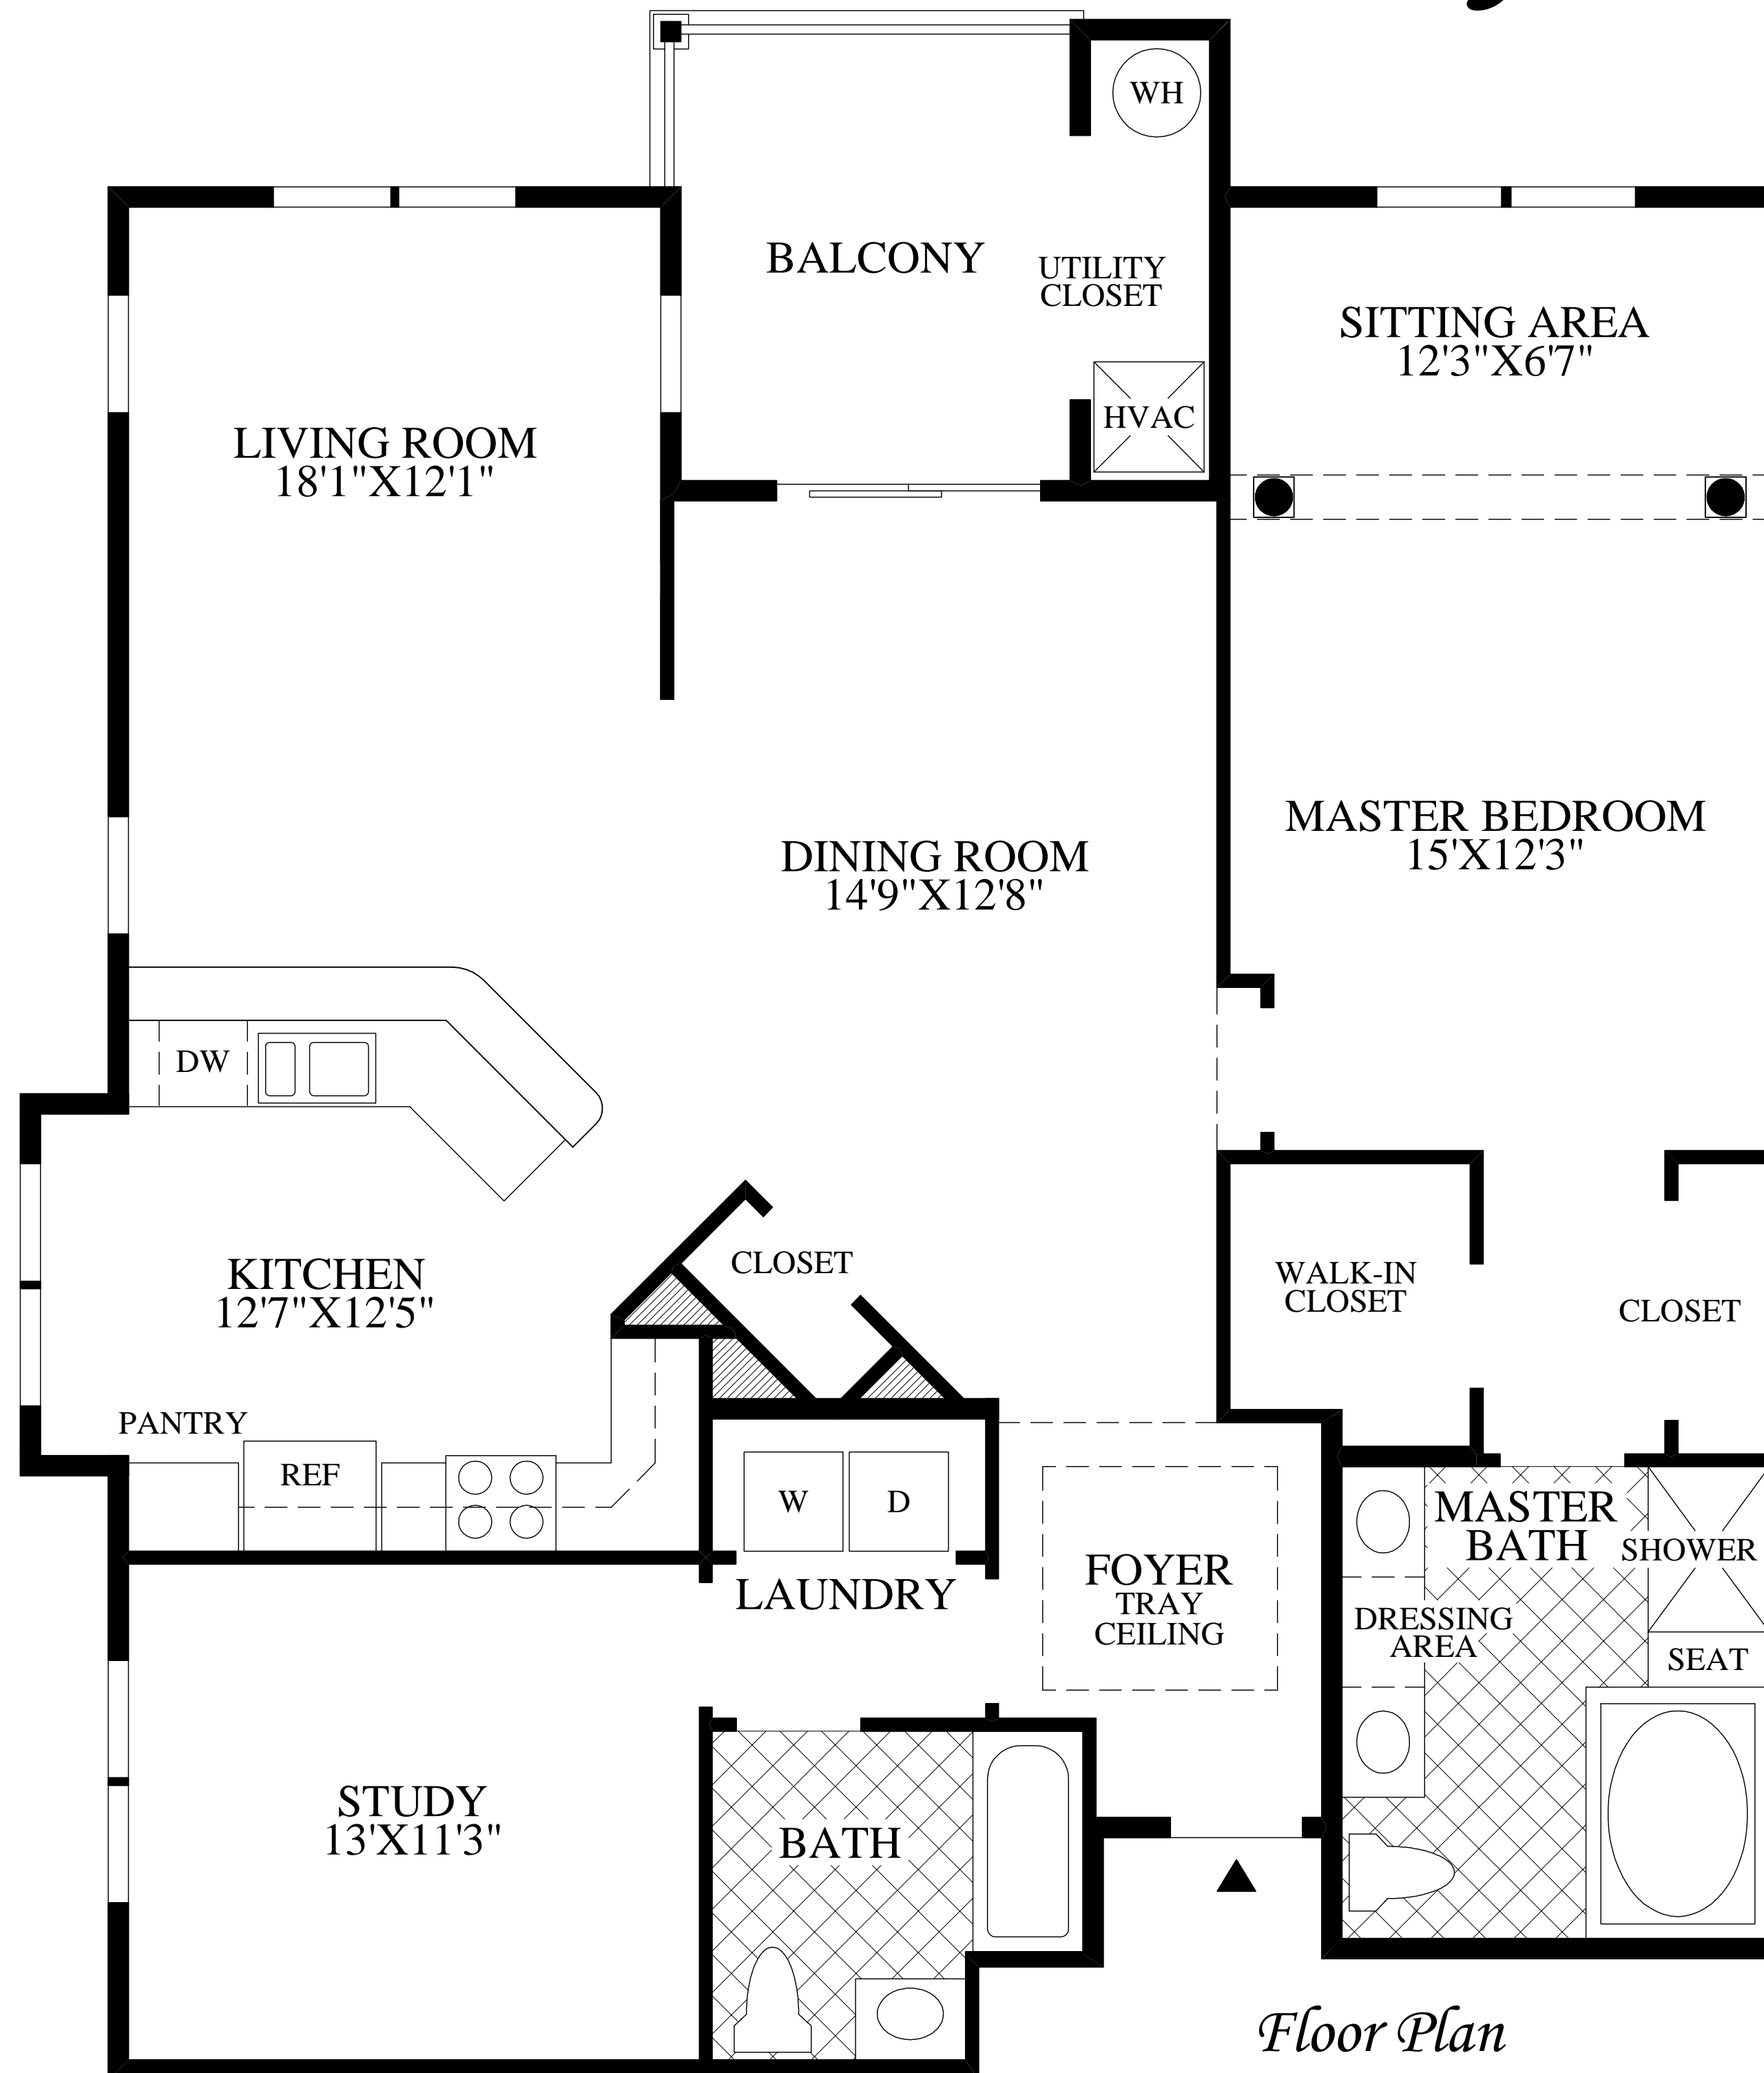 WH
BALCONY
UTILITY
CLOSET
SITTING AREA
12'3"X6'7"
HVAC
LIVING ROOM
18'1"X12'1"
MASTER BEDROOM
15'X12'3"
DINING ROOM
14'9"X12'8"
DW
CLOSET
KITCHEN
12'7"X12'5"
WALK-IN
CLOSET
CLOSET
PANTRY
REF
W
D
MASTER
BATH
SHOWER
FOYER
TRAY
CEILING
LAUNDRY
DRESSING
AREA
SEAT
STUDY
13'X11'3"
BATH
Floor Plan